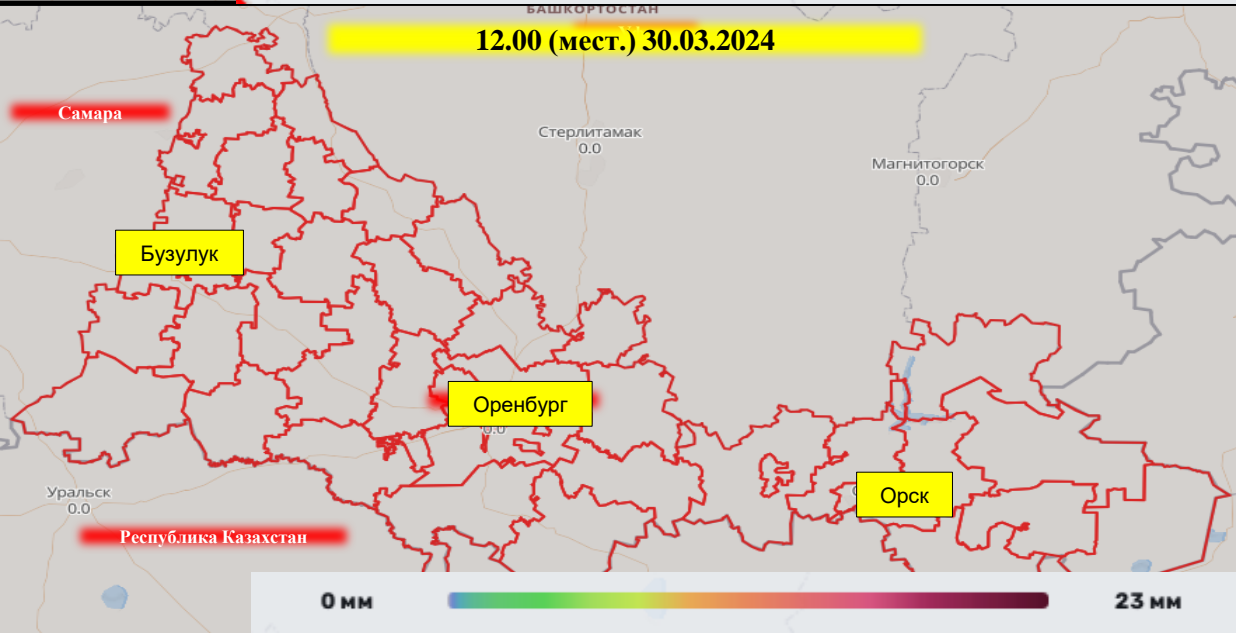 БАШКОРТОСТАН
12.00 (мест.) 30.03.2024
Самара
Стерлитамак
0.0
Магнитогорск
0.0
Бузулук
Оренбург
0.0
Орск
Уральск
0.0
Республика Казахстан
0 мм
23 мм